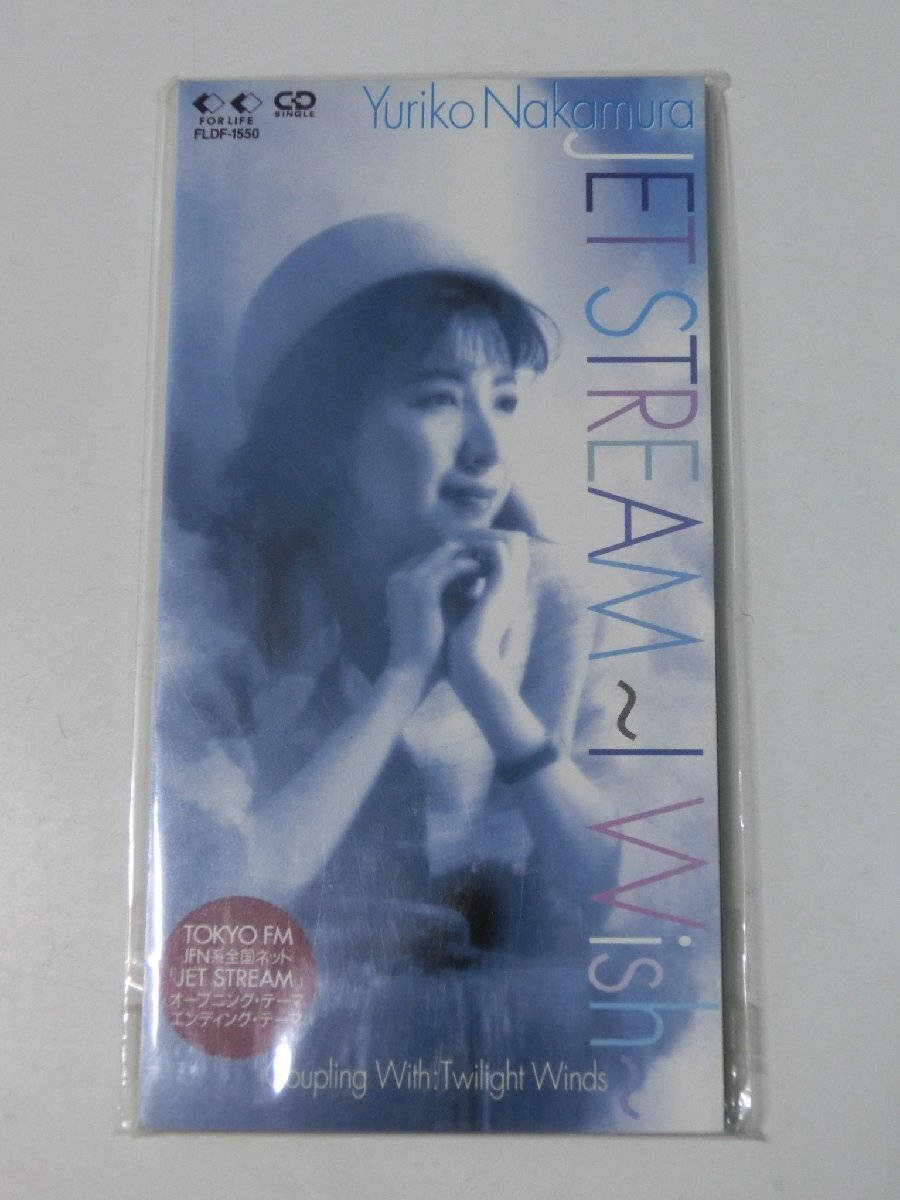 FOR LIFE
CD
SINGLE
FLDF-1550
Yuriko Nakamura
JET STREAM ~I Wish~
TOKYO FM
JFN系全国ネット
「JET STREAM」
オープニング・テーマ
エンディング・テーマ
Coupling With:Twilight Winds